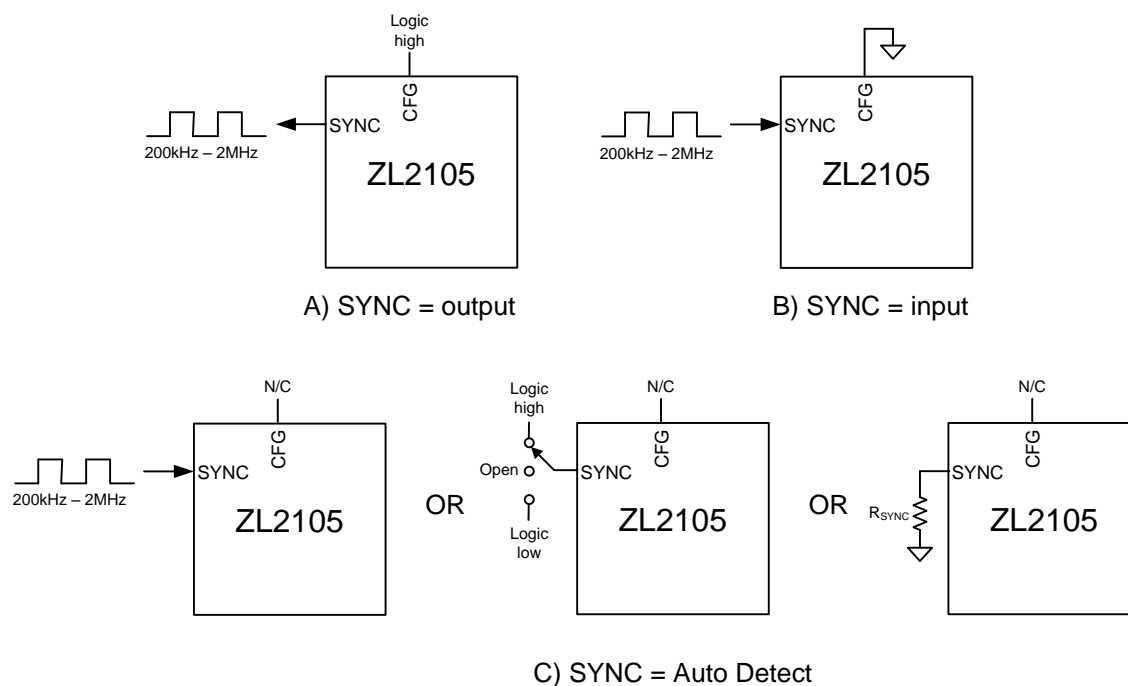 Logic
high
CFG
SYNC
200kHz – 2MHz
ZL2105
A) SYNC = output
CFG
SYNC
200kHz – 2MHz
ZL2105
B) SYNC = input
N/C
CFG
SYNC
200kHz – 2MHz
ZL2105
OR
Logic
high
Open
Logic
low
N/C
CFG
SYNC
ZL2105
OR
N/C
CFG
SYNC
RSYNC
ZL2105
C) SYNC = Auto Detect